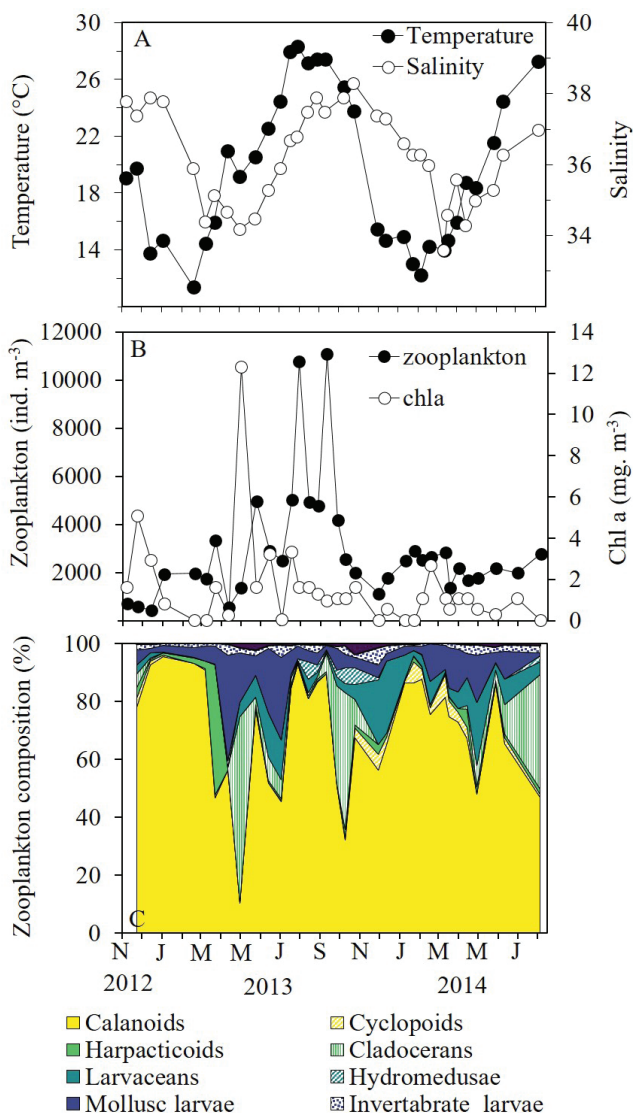 30
40
A
Temperature
Salinity
26
38
22
36
18
34
14
Temperature (°C)
Salinity
12000
14
B
zooplankton
chla
10000
12
8000
10
6000
8
4000
6
2000
4
2
0
Zooplankton (ind. m-3)
Chl a (mg. m-3)
100
80
60
40
20
0
C
Zooplankton composition (%)
N J M M J S N J M M J
2012 2013 2014
Calanoids Cyclopoids
Harpacticoids Cladocerans
Larvaceans Hydromedusae
Mollusc larvae Invertabrate larvae